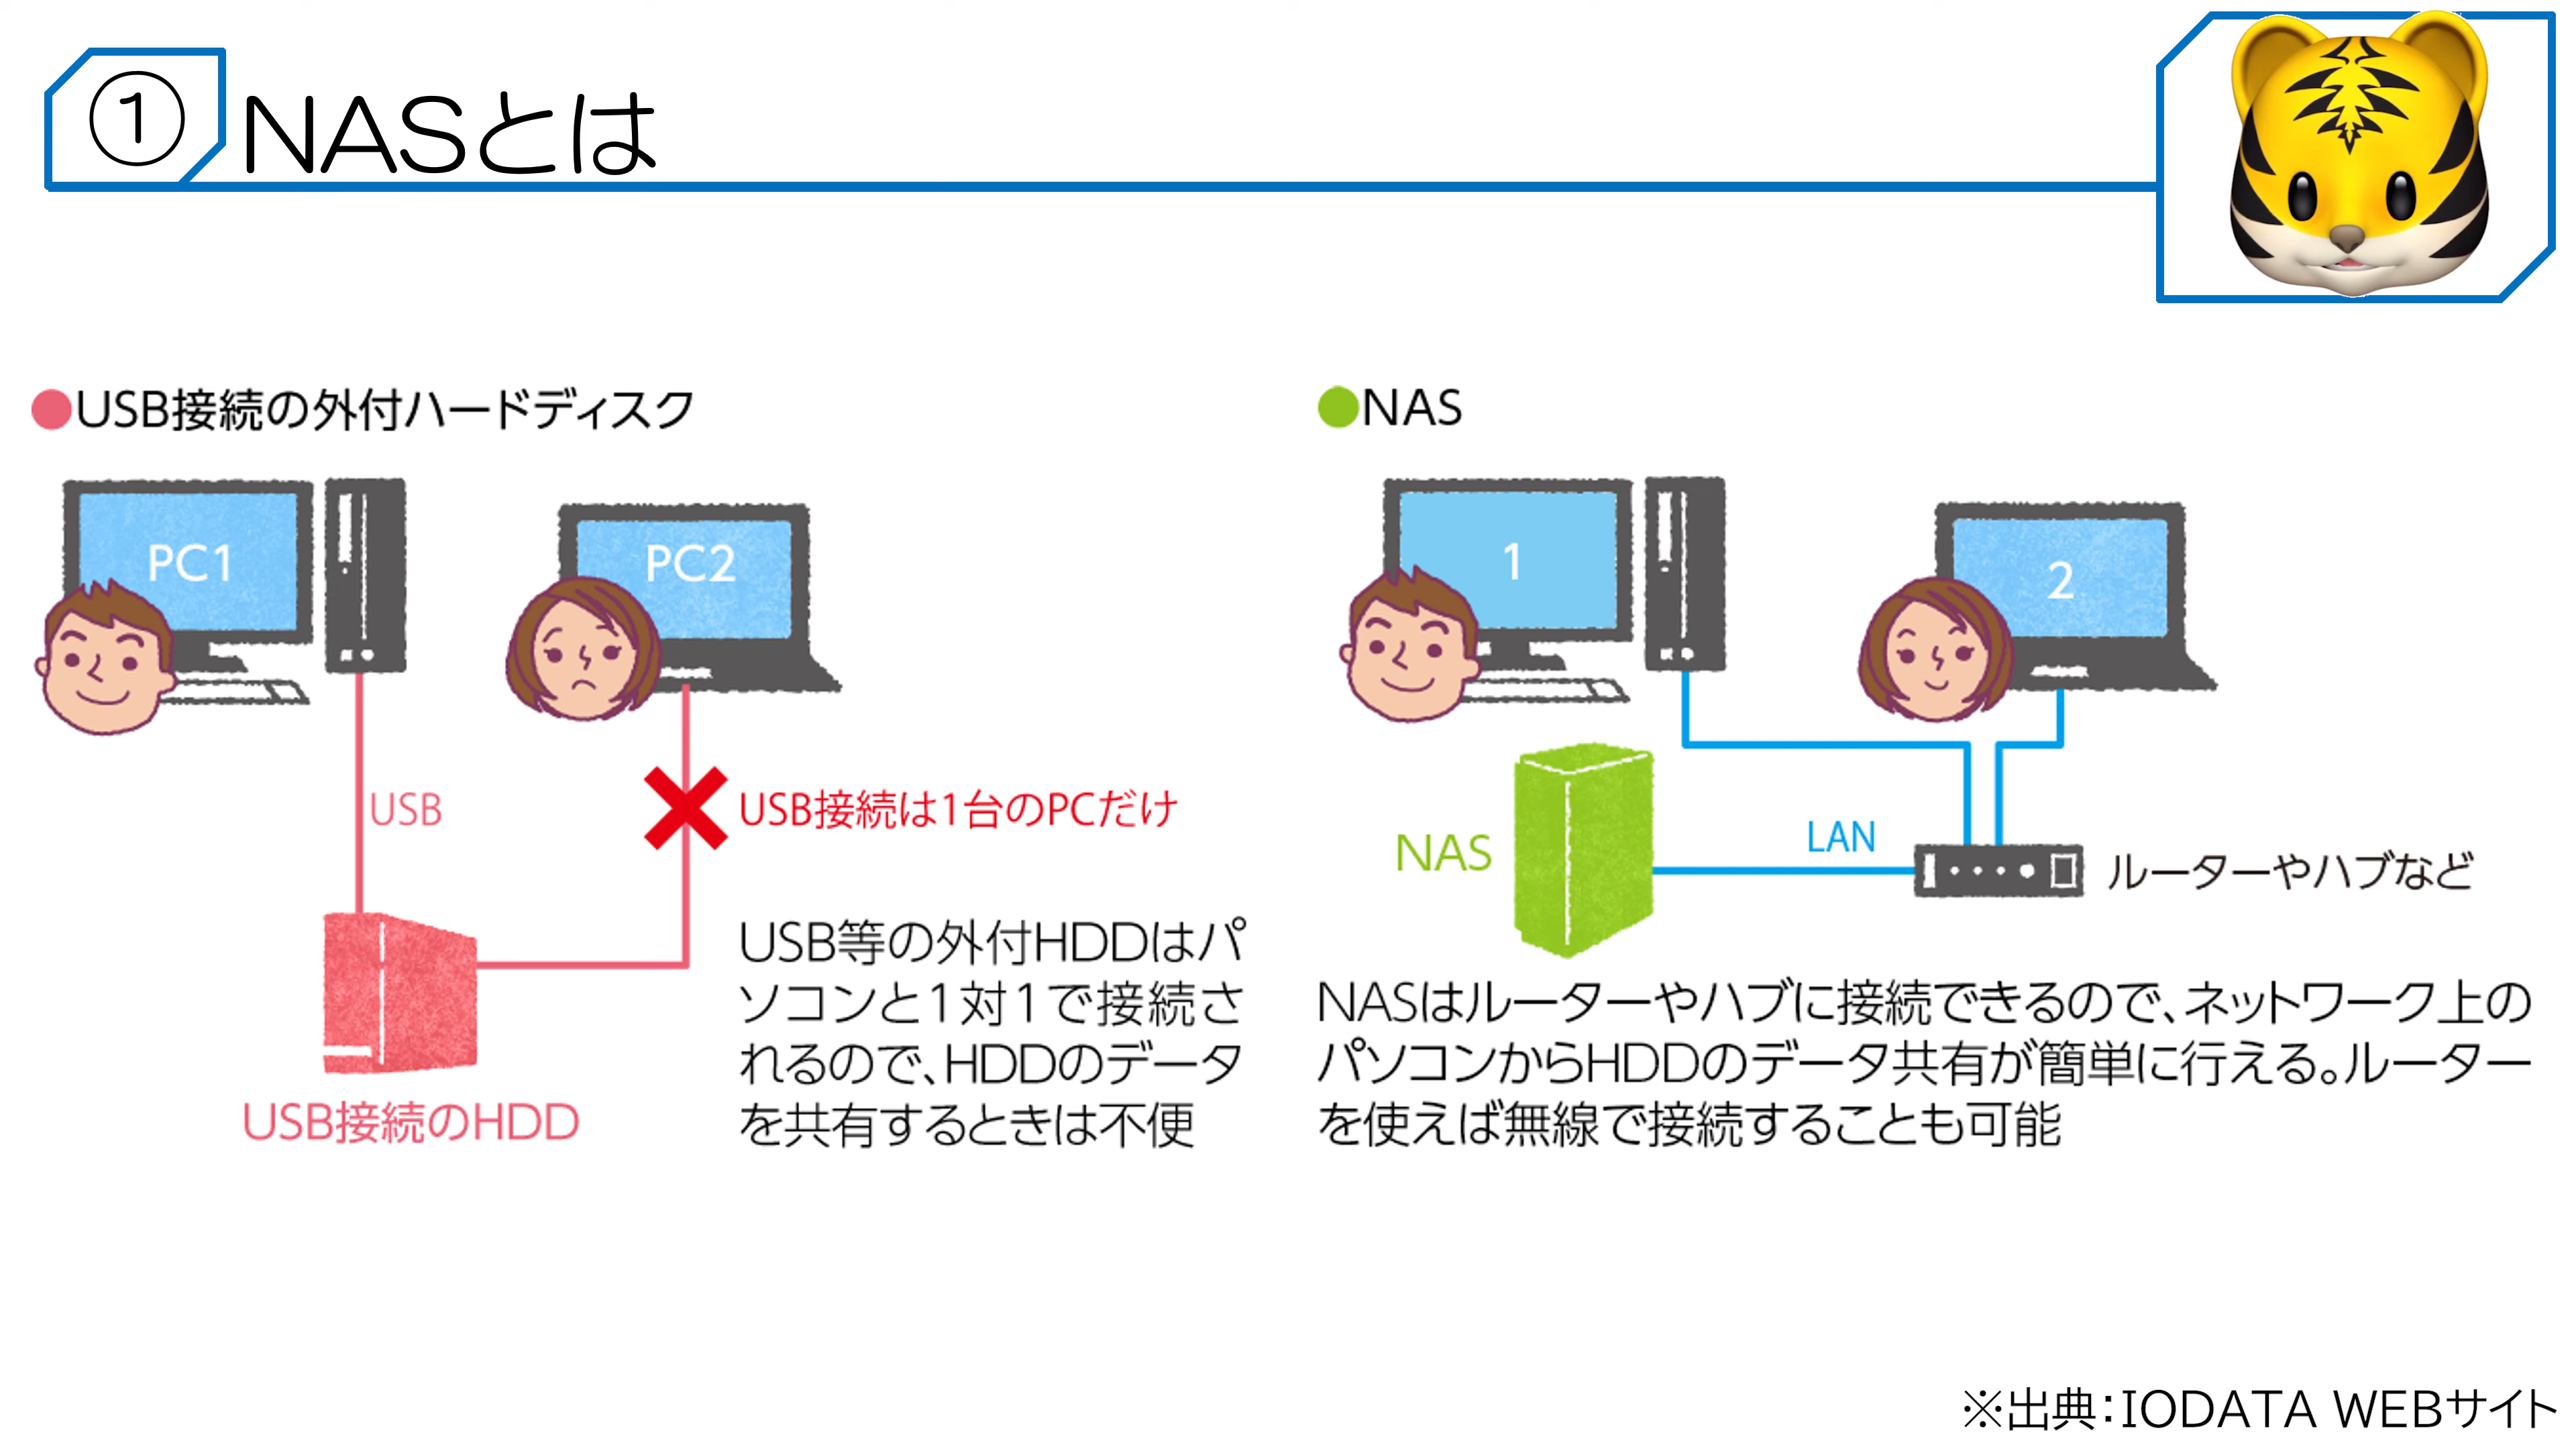 ① NASとは
●USB接続の外付ハードディスク
PC1
PC2
USB
USB接続は1台のPCだけ
USB接続のHDD
USB等の外付HDDはパ
ソコンと1対1で接続さ
れるので、HDDのデータ
を共有するときは不便
●NAS
1
2
NAS
LAN
ルーターやハブなど
NASはルーターやハブに接続できるので、ネットワーク上の
パソコンからHDDのデータ共有が簡単に行える。ルーター
を使えば無線で接続することも可能
※出典：IODATA WEBサイト